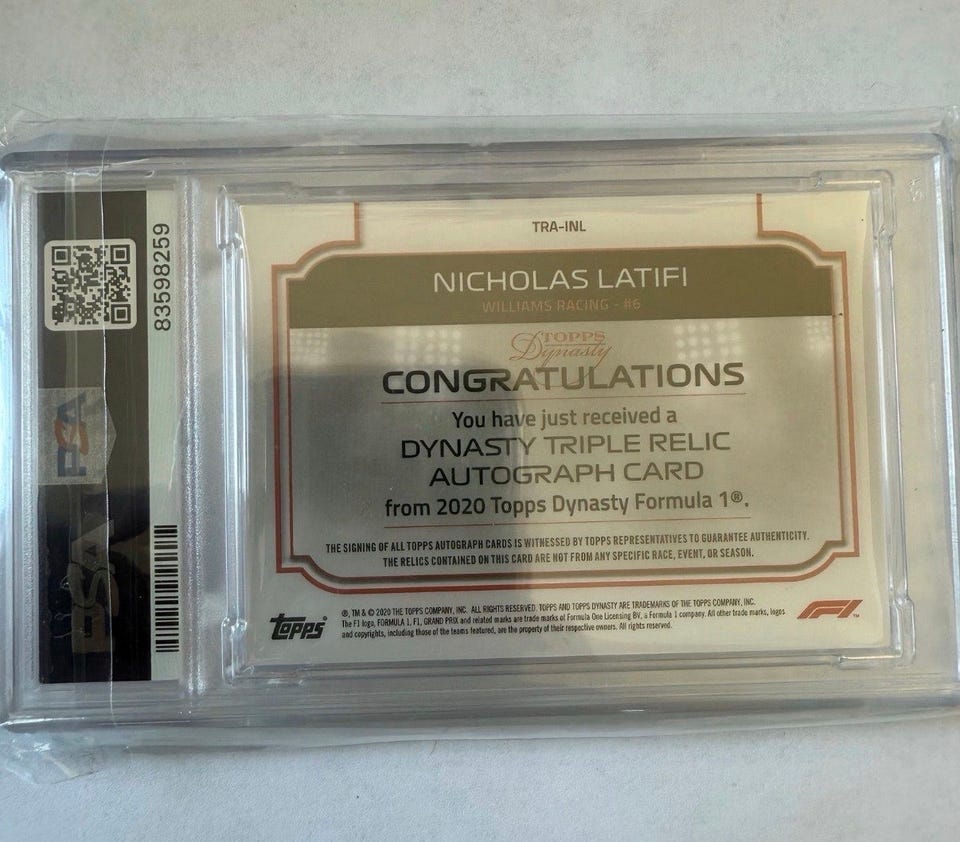 83598259
PSA
PSA
TRA-INL
NICHOLAS LATIFI
WILLIAMS RACING - #6
TOPPS
Dynasty
CONGRATULATIONS
You have just received a
DYNASTY TRIPLE RELIC
AUTOGRAPH CARD
from 2020 Topps Dynasty Formula 1®.
THE SIGNING OF ALL TOPPS AUTOGRAPH CARDS IS WITNESSED BY TOPPS REPRESENTATIVES TO GUARANTEE AUTHENTICITY.
THE RELICS CONTAINED ON THIS CARD ARE NOT FROM ANY SPECIFIC RACE, EVENT, OR SEASON.
topps
®, TM & © 2020 THE TOPPS COMPANY, INC. ALL RIGHTS RESERVED. TOPPS AND TOPPS DYNASTY ARE TRADEMARKS OF THE TOPPS COMPANY, INC.
The F1 logo, FORMULA 1, F1, GRAND PRIX and related marks are trade marks of Formula One Licensing BV, a Formula 1 company. All other trade marks, logos
and copyrights, including those of the teams featured, are the property of their respective owners. All rights reserved.
F1™